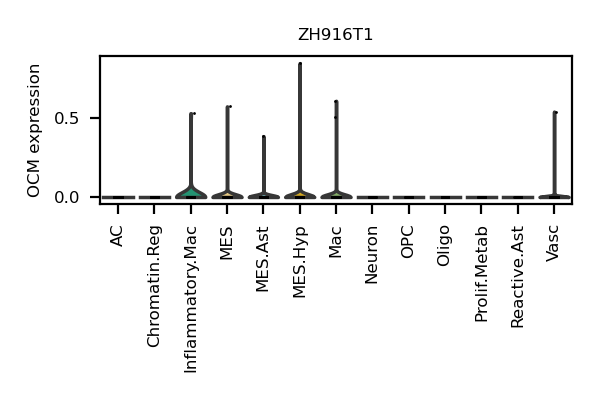 ZH916T1
OCM expression
0.5
0.0
AC
Chromatin.Reg
Inflammatory.Mac
MES
MES.Ast
MES.Hyp
Mac
Neuron
OPC
Oligo
Prolif.Metab
Reactive.Ast
Vasc